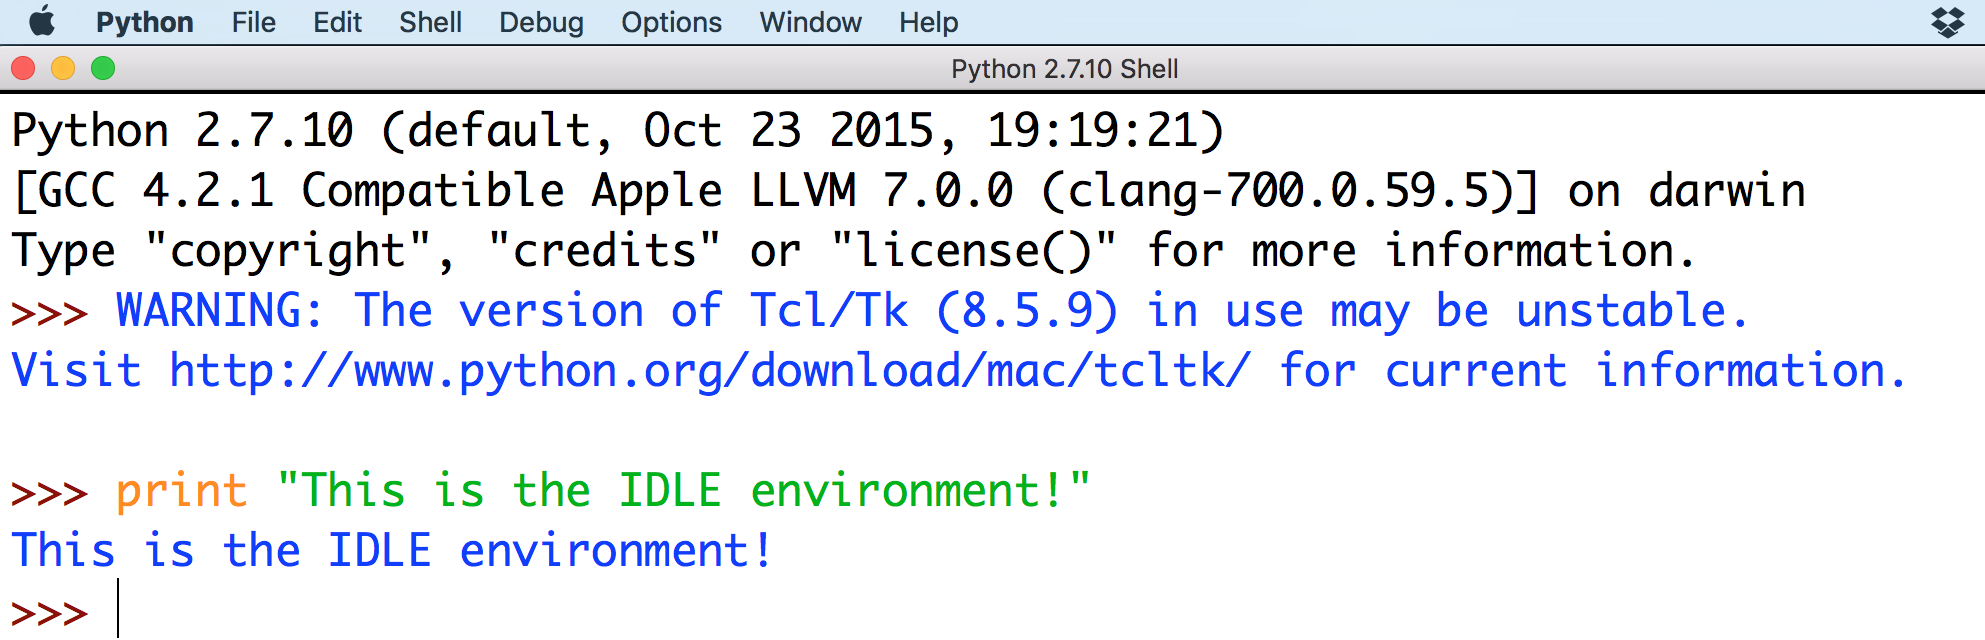 Python File Edit Shell Debug Options Window Help
Python 2.7.10 Shell
Python 2.7.10 (default, Oct 23 2015, 19:19:21)
[GCC 4.2.1 Compatible Apple LLVM 7.0.0 (clang-700.0.59.5)] on darwin
Type "copyright", "credits" or "license()" for more information.
>>> WARNING: The version of Tcl/Tk (8.5.9) in use may be unstable.
Visit http://www.python.org/download/mac/tcltk/ for current information.
>>> print "This is the IDLE environment!"
This is the IDLE environment!
>>>